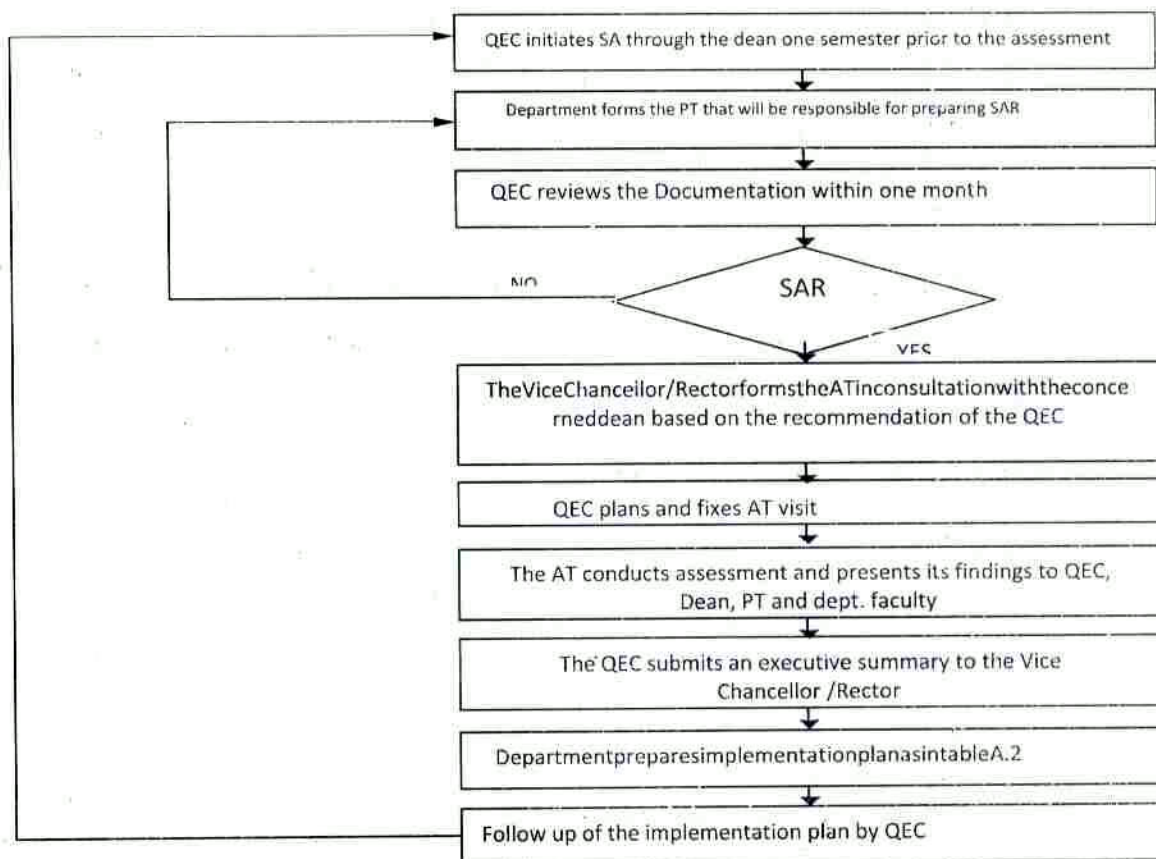 QEC initiates SA through the dean one semester prior to the assessment
Department forms the PT that will be responsible for preparing SAR
QEC reviews the Documentation within one month
NO
SAR
YES
TheViceChancellor/RectorformstheATinconsultationwiththeconce
rneddean based on the recommendation of the QEC
QEC plans and fixes AT visit
The AT conducts assessment and presents its findings to QEC,
Dean, PT and dept. faculty
The QEC submits an executive summary to the Vice
Chancellor /Rector
DepartmentpreparesimplementationplanasintableA.2
Follow up of the implementation plan by QEC